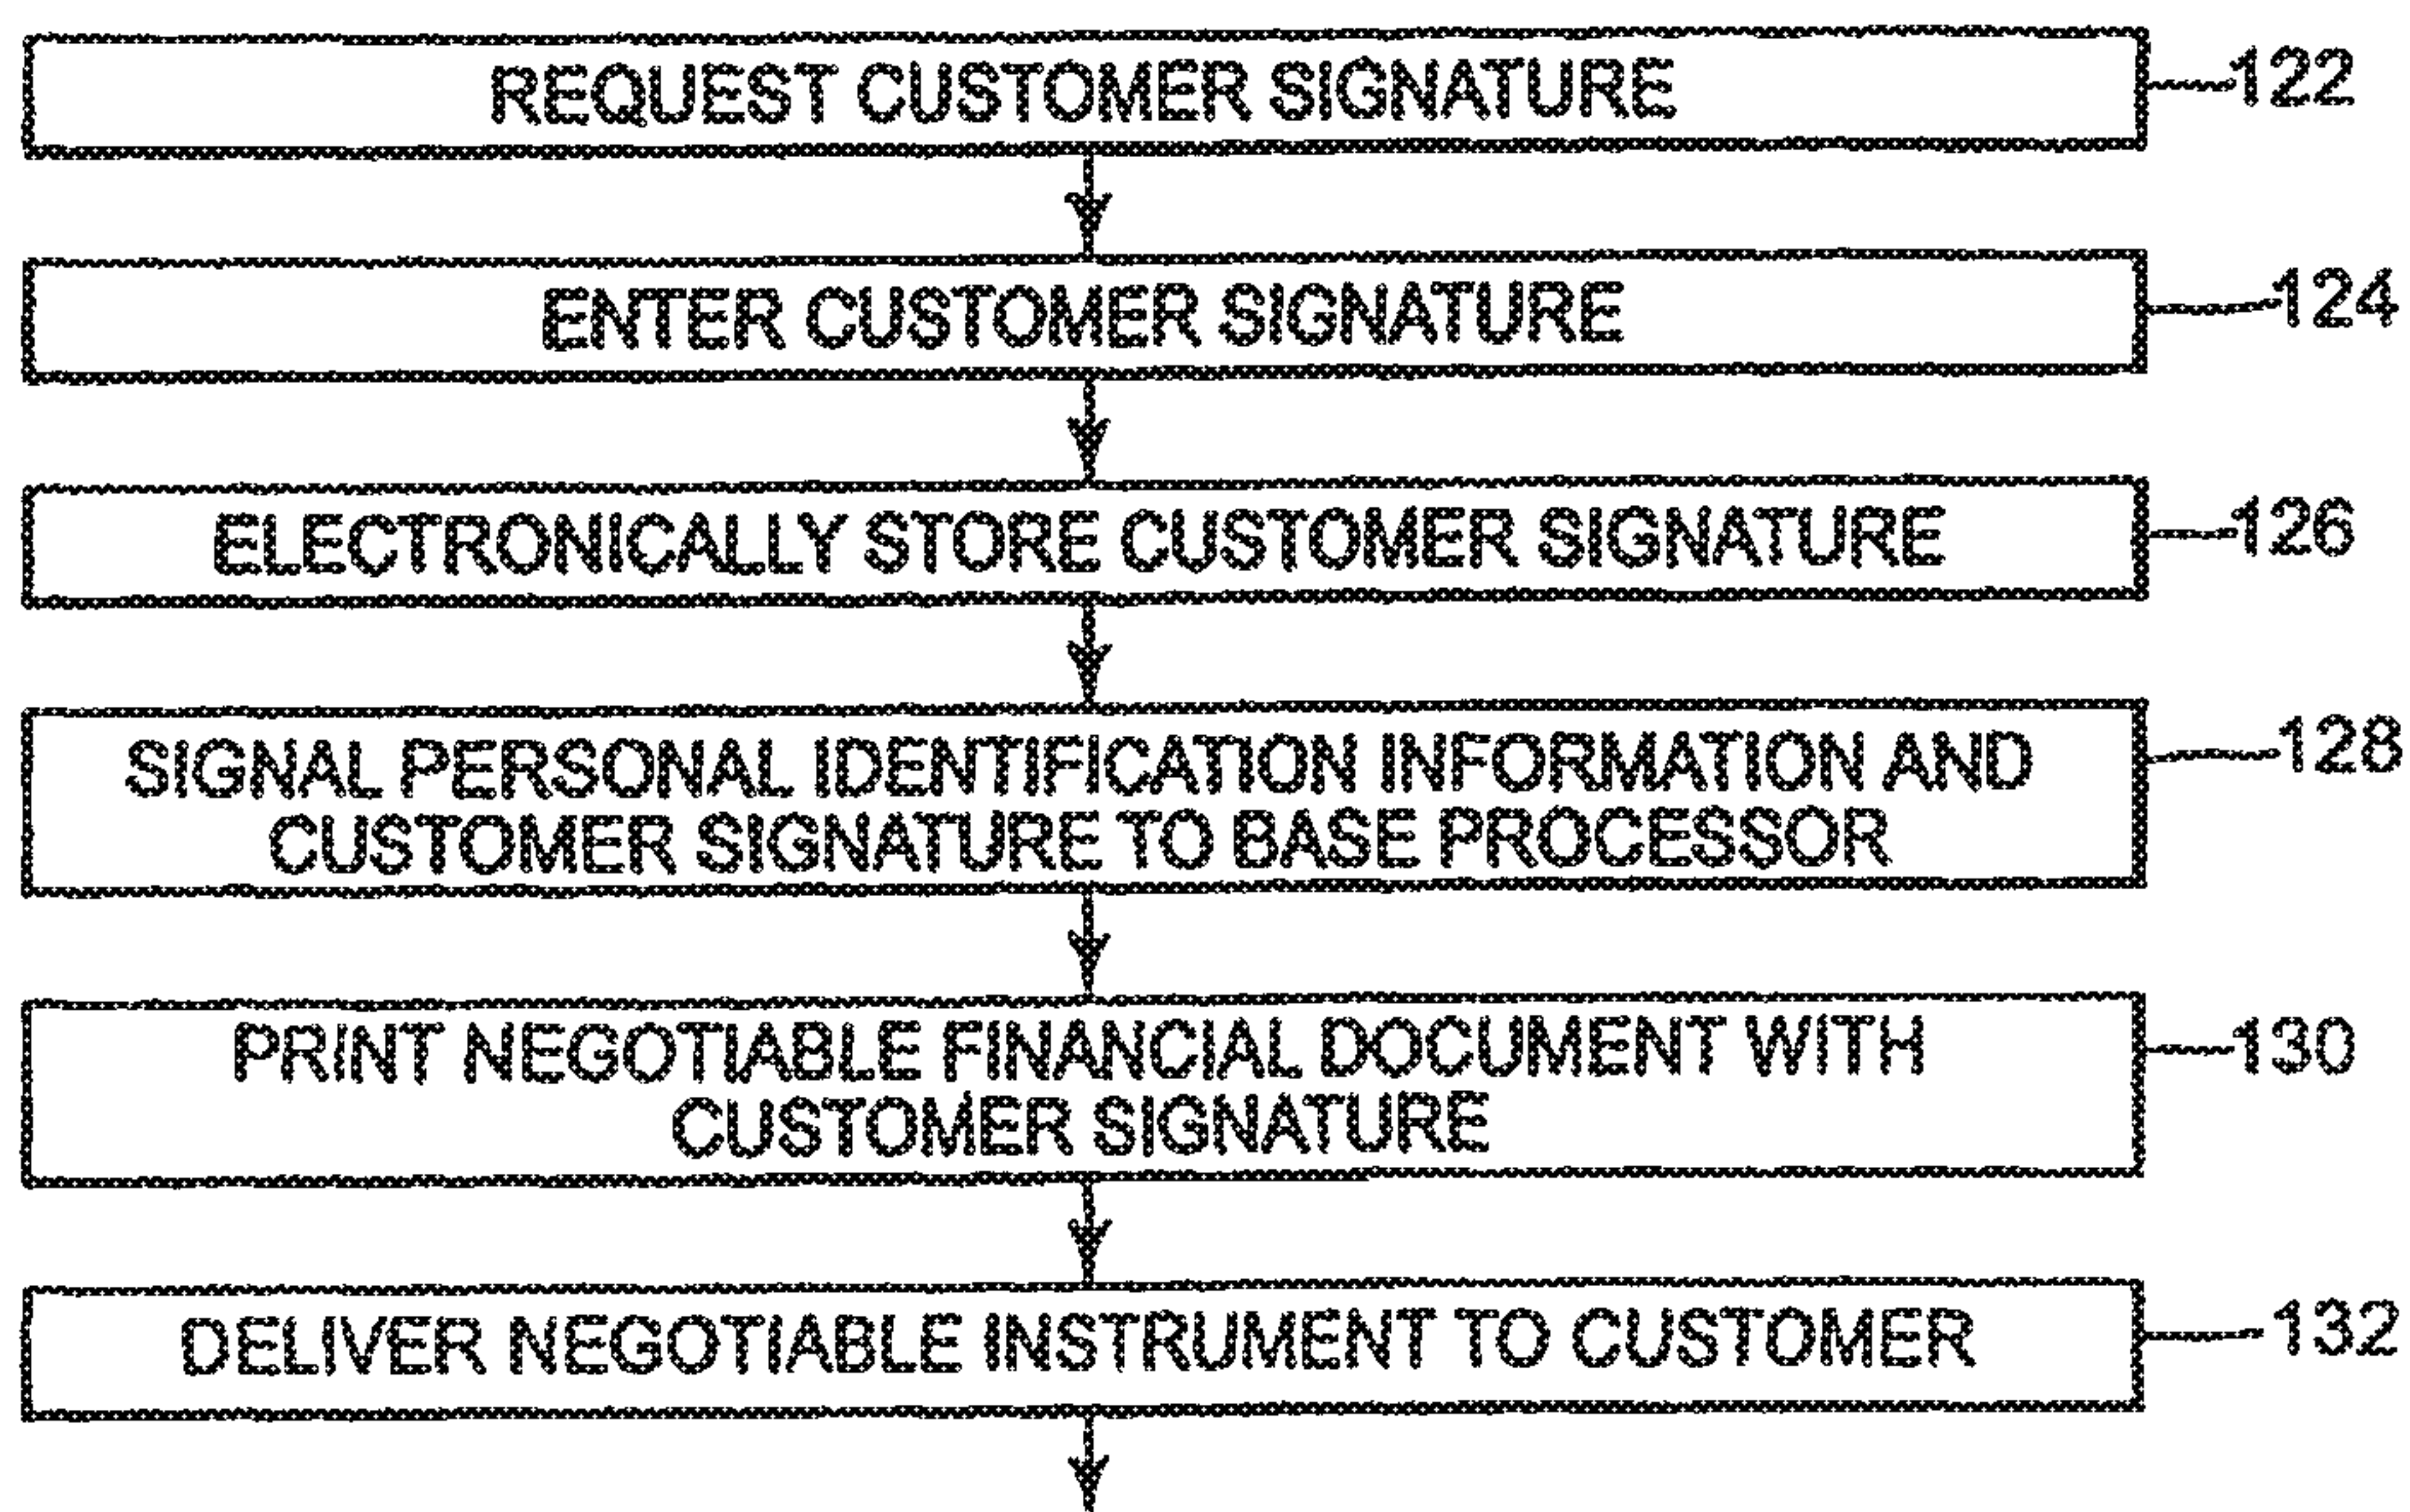 REQUEST CUSTOMER SIGNATURE 122
ENTER CUSTOMER SIGNATURE 124
ELECTRONICALLY STORE CUSTOMER SIGNATURE 126
SIGNAL PERSONAL IDENTIFICATION INFORMATION AND 128
CUSTOMER SIGNATURE TO BASE PROCESSOR
PRINT NEGOTIABLE FINANCIAL DOCUMENT WITH 130
CUSTOMER SIGNATURE
DELIVER NEGOTIABLE INSTRUMENT TO CUSTOMER 132